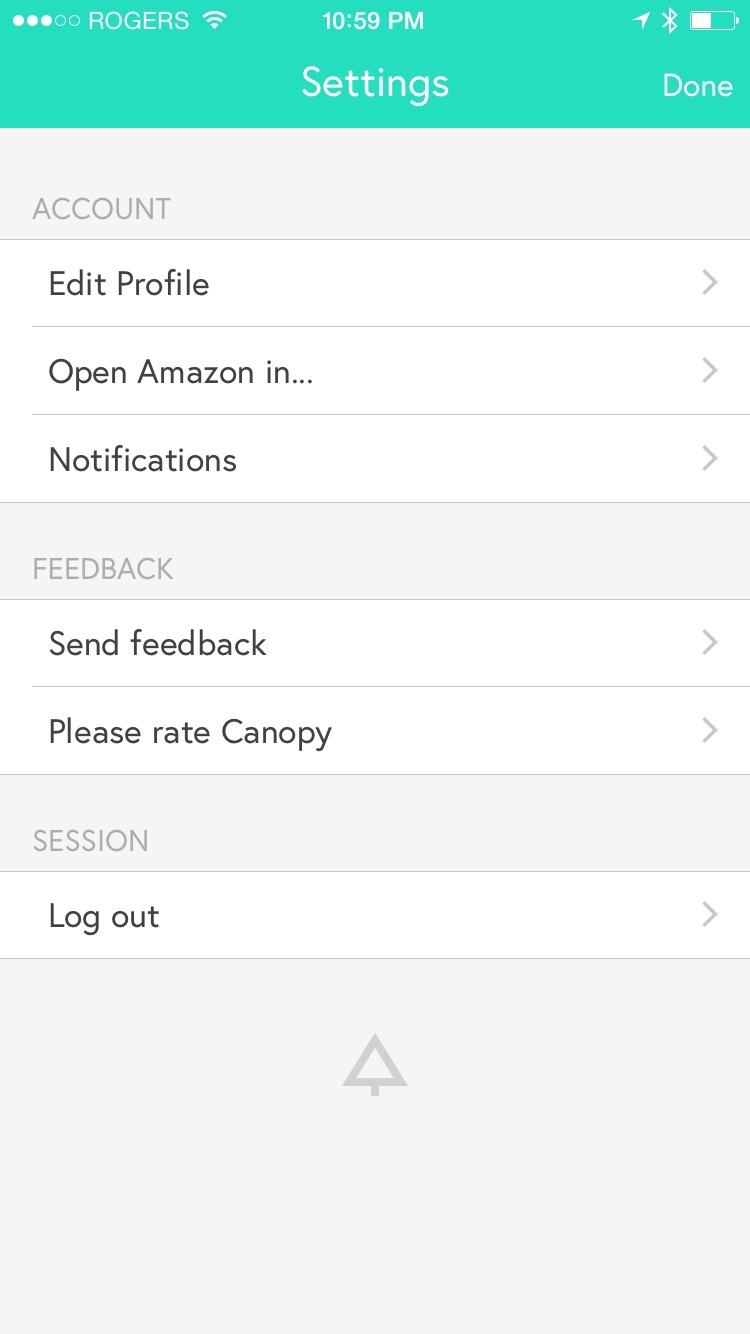 ROGERS 10:59 PM
Settings Done
ACCOUNT
Edit Profile
Open Amazon in...
Notifications
FEEDBACK
Send feedback
Please rate Canopy
SESSION
Log out